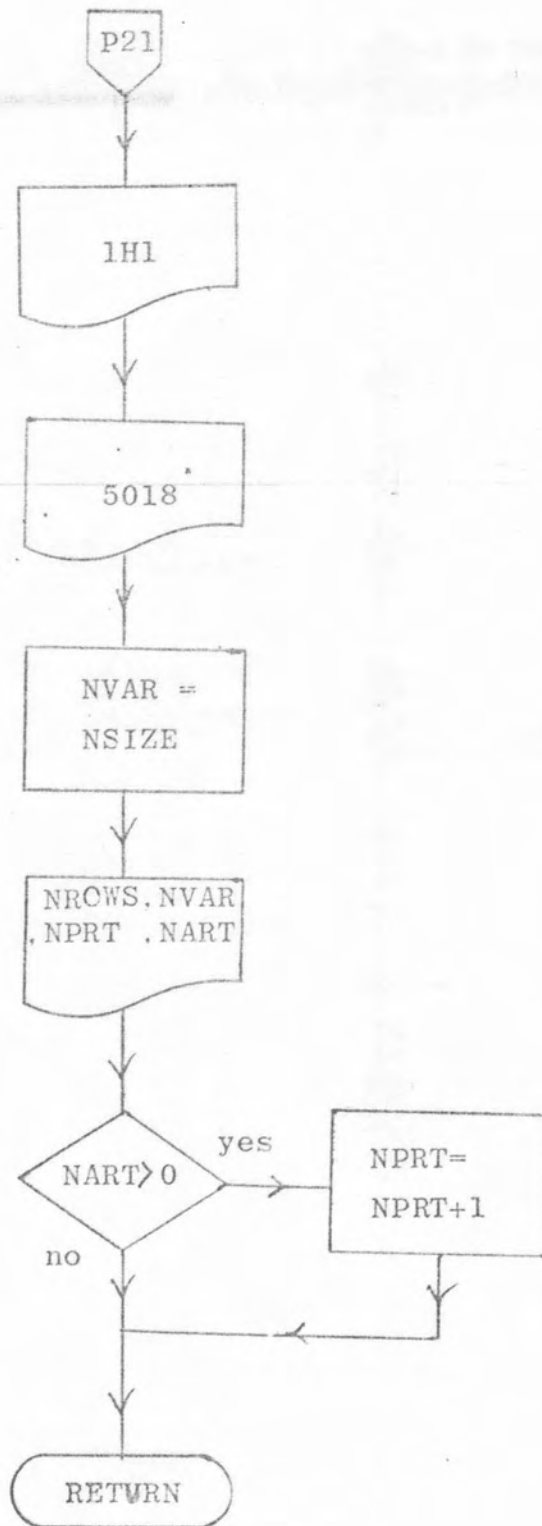 P21
1H1
5018
NVAR =
NSIZE
NROWS,NVAR
,NPRT ,NART
NART>0
yes
NPRT=
NPRT+1
no
RETURN